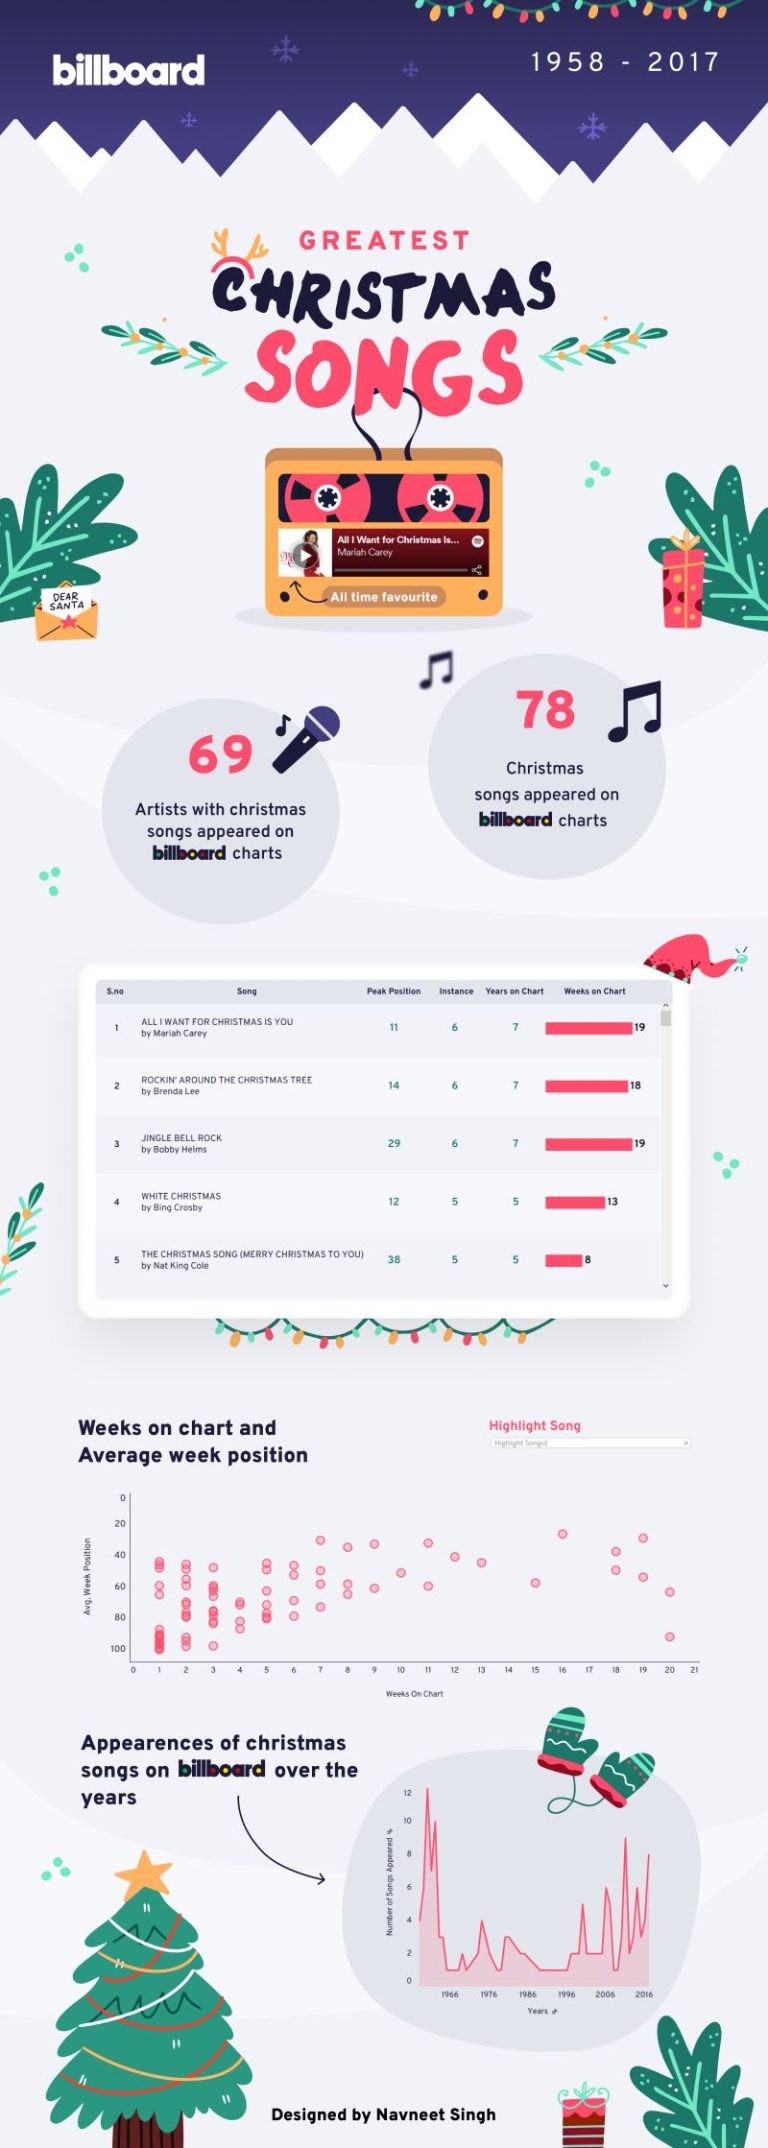 billboard
1958 - 2017
GREATEST
CHRISTMAS
SONGS
All I Want for Christmas Is...
Mariah Carey
All time favourite
DEAR
SANTA
69
Artists with christmas
songs appeared on
billboard charts
78
Christmas
songs appeared on
billboard charts
S.no Song Peak Position Instance Years on Chart Weeks on Chart
1 ALL I WANT FOR CHRISTMAS IS YOU
by Mariah Carey 11 6 7 19
2 ROCKIN' AROUND THE CHRISTMAS TREE
by Brenda Lee 14 6 7 18
3 JINGLE BELL ROCK
by Bobby Helms 29 6 7 19
4 WHITE CHRISTMAS
by Bing Crosby 12 5 5 13
5 THE CHRISTMAS SONG (MERRY CHRISTMAS TO YOU)
by Nat King Cole 38 5 5 8
Weeks on chart and
Average week position
Highlight Song
Highlight Songid
Avg. Week Position
0
20
40
60
80
100
0 1 2 3 4 5 6 7 8 9 10 11 12 13 14 15 16 17 18 19 20 21
Weeks On Chart
Appearences of christmas
songs on billboard over the
years
Number of Songs Appeared
12
10
8
6
4
2
0
1966 1976 1986 1996 2006 2016
Years
Designed by Navneet Singh